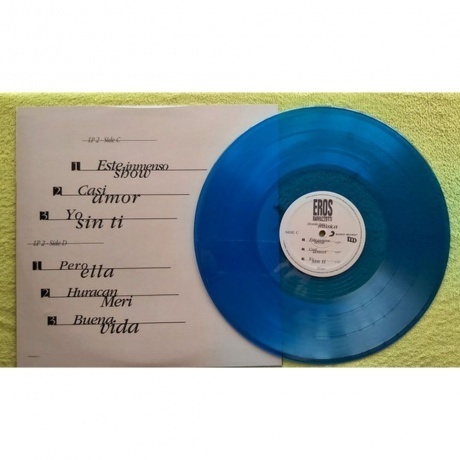 LP 2 - Side C
1 Este inmenso
show
2 Casi
amor
3 Yo
sin ti
LP 2 - Side D
1 Pero
ella
2 Huracan
Meri
3 Buena
vida
EROS
RAMAZZOTTI